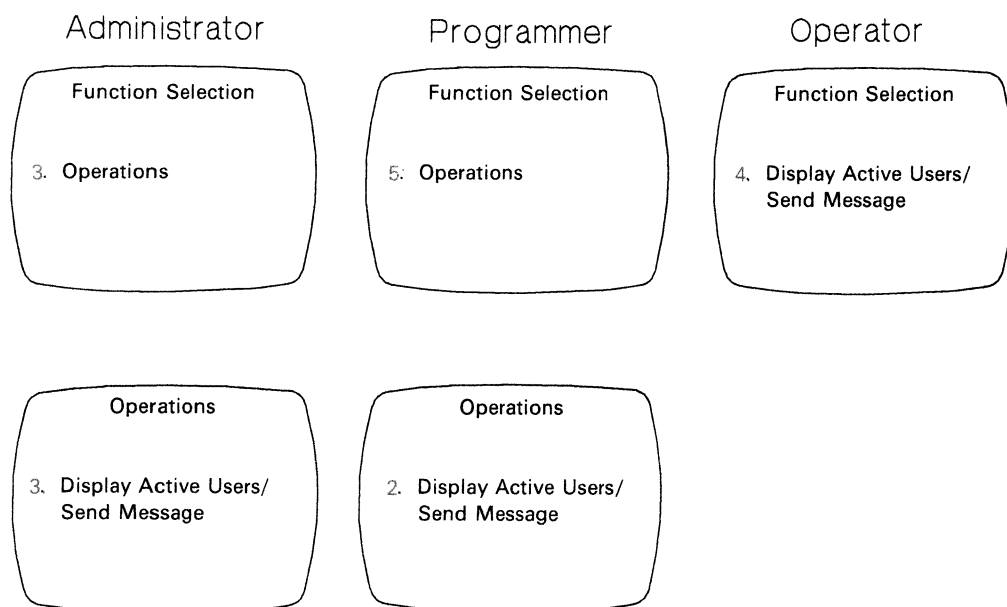 Administrator
Programmer
Operator
Function Selection
3. Operations
Function Selection
5. Operations
Function Selection
4. Display Active Users/
Send Message
Operations
3. Display Active Users/
Send Message
Operations
2. Display Active Users/
Send Message